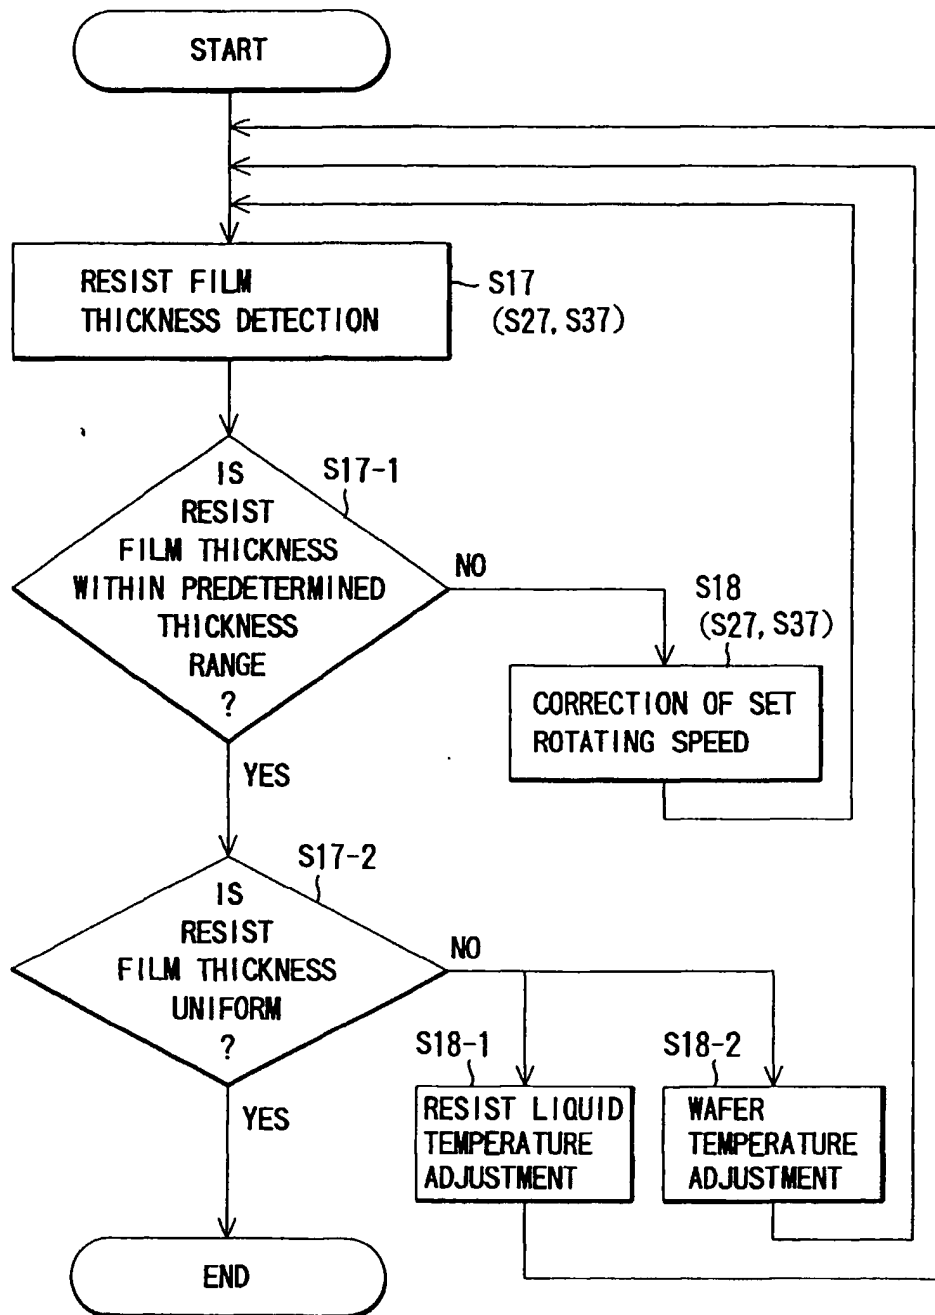 START
RESIST FILM
THICKNESS DETECTION
S17
(S27, S37)
S17-1
IS
RESIST
FILM THICKNESS
WITHIN PREDETERMINED
THICKNESS
RANGE
?
NO
S18
(S27, S37)
CORRECTION OF SET
ROTATING SPEED
YES
S17-2
IS
RESIST
FILM THICKNESS
UNIFORM
?
NO
S18-1
RESIST LIQUID
TEMPERATURE
ADJUSTMENT
S18-2
WAFER
TEMPERATURE
ADJUSTMENT
YES
END